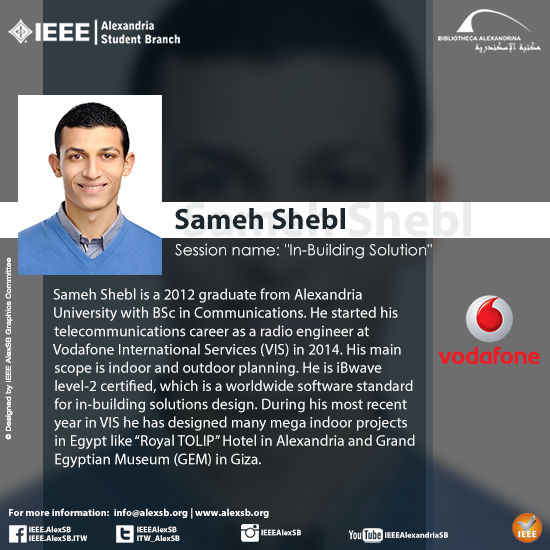 IEEE
Alexandria
Student Branch
BIBLIOTHECA ALEXANDRINA
مكتبة الإسكندرية
Sameh Shebl
Sameh Shebl
Session name: "In-Building Solution"
Sameh Shebl is a 2012 graduate from Alexandria
University with BSc in Communications. He started his
telecommunications career as a radio engineer at
Vodafone International Services (VIS) in 2014. His main
scope is indoor and outdoor planning. He is iBwave
level-2 certified, which is a worldwide software standard
for in-building solutions design. During his most recent
year in VIS he has designed many mega indoor projects
in Egypt like “Royal TOLIP” Hotel in Alexandria and Grand
Egyptian Museum (GEM) in Giza.
vodafone
© Designed by IEEE AlexSB Graphics Committee
For more information: info@alexsb.org | www.alexsb.org
IEEE.AlexSB
IEEE.AlexSB.ITW
IEEEAlexSB
ITW_AlexSB
IEEEAlexSB
YouTube IEEEAlexandriaSB
IEEE